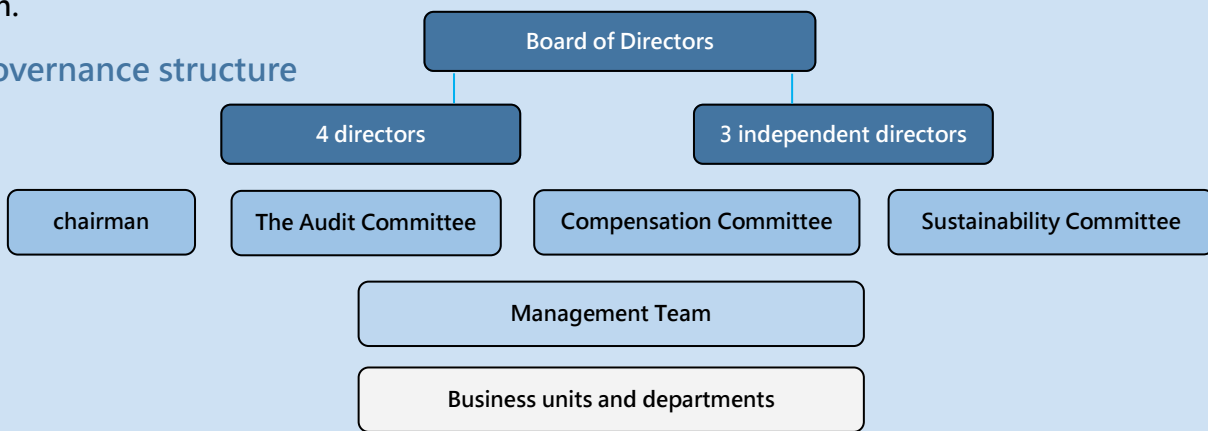 n.
Board of Directors
overnance structure
4 directors
3 independent directors
chairman
The Audit Committee
Compensation Committee
Sustainability Committee
Management Team
Business units and departments